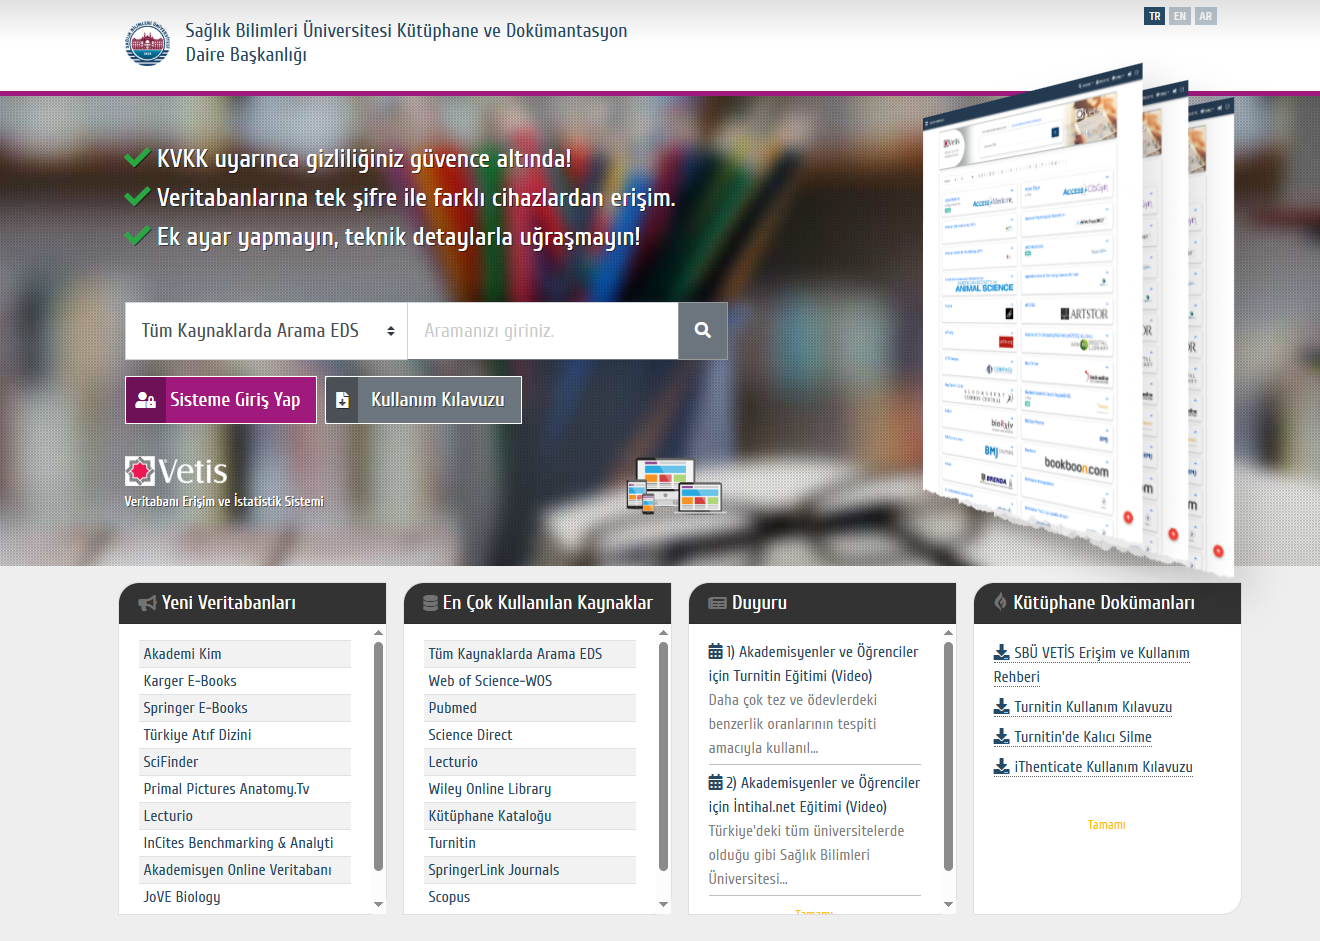 Sağlık Bilimleri Üniversitesi Kütüphane ve Dokümantasyon
Daire Başkanlığı
TR EN AR
KVKK uyarınca gizliliğiniz güvence altında!
Veritabanlarına tek şifre ile farklı cihazlardan erişim.
Ek ayar yapmayın, teknik detaylarla uğraşmayın!
Tüm Kaynaklarda Arama EDS
Aramanızı giriniz.
Sisteme Giriş Yap
Kullanım Kılavuzu
Vetis
Veritabanı Erişim ve İstatistik Sistemi
ANIMAL SCIENCE
ARTSTOR
BMJ
bookboon.com
BRENDA
Yeni Veritabanları
Akademi Kim
Karger E-Books
Springer E-Books
Türkiye Atıf Dizini
SciFinder
Primal Pictures Anatomy.Tv
Lecturio
InCites Benchmarking & Analyti
Akademisyen Online Veritabanı
JoVE Biology
En Çok Kullanılan Kaynaklar
Tüm Kaynaklarda Arama EDS
Web of Science-WOS
Pubmed
Science Direct
Lecturio
Wiley Online Library
Kütüphane Kataloğu
Turnitin
SpringerLink Journals
Scopus
Duyuru
1) Akademisyenler ve Öğrenciler
için Turnitin Eğitimi (Video)
Daha çok tez ve ödevlerdeki
benzerlik oranlarının tespiti
amacıyla kullanıl...
2) Akademisyenler ve Öğrenciler
için İntihal.net Eğitimi (Video)
Türkiye'deki tüm üniversitelerde
olduğu gibi Sağlık Bilimleri
Üniversitesi...
Tamamı
Kütüphane Dokümanları
SBÜ VETİS Erişim ve Kullanım
Rehberi
Turnitin Kullanım Kılavuzu
Turnitin'de Kalıcı Silme
iThenticate Kullanım Kılavuzu
Tamamı